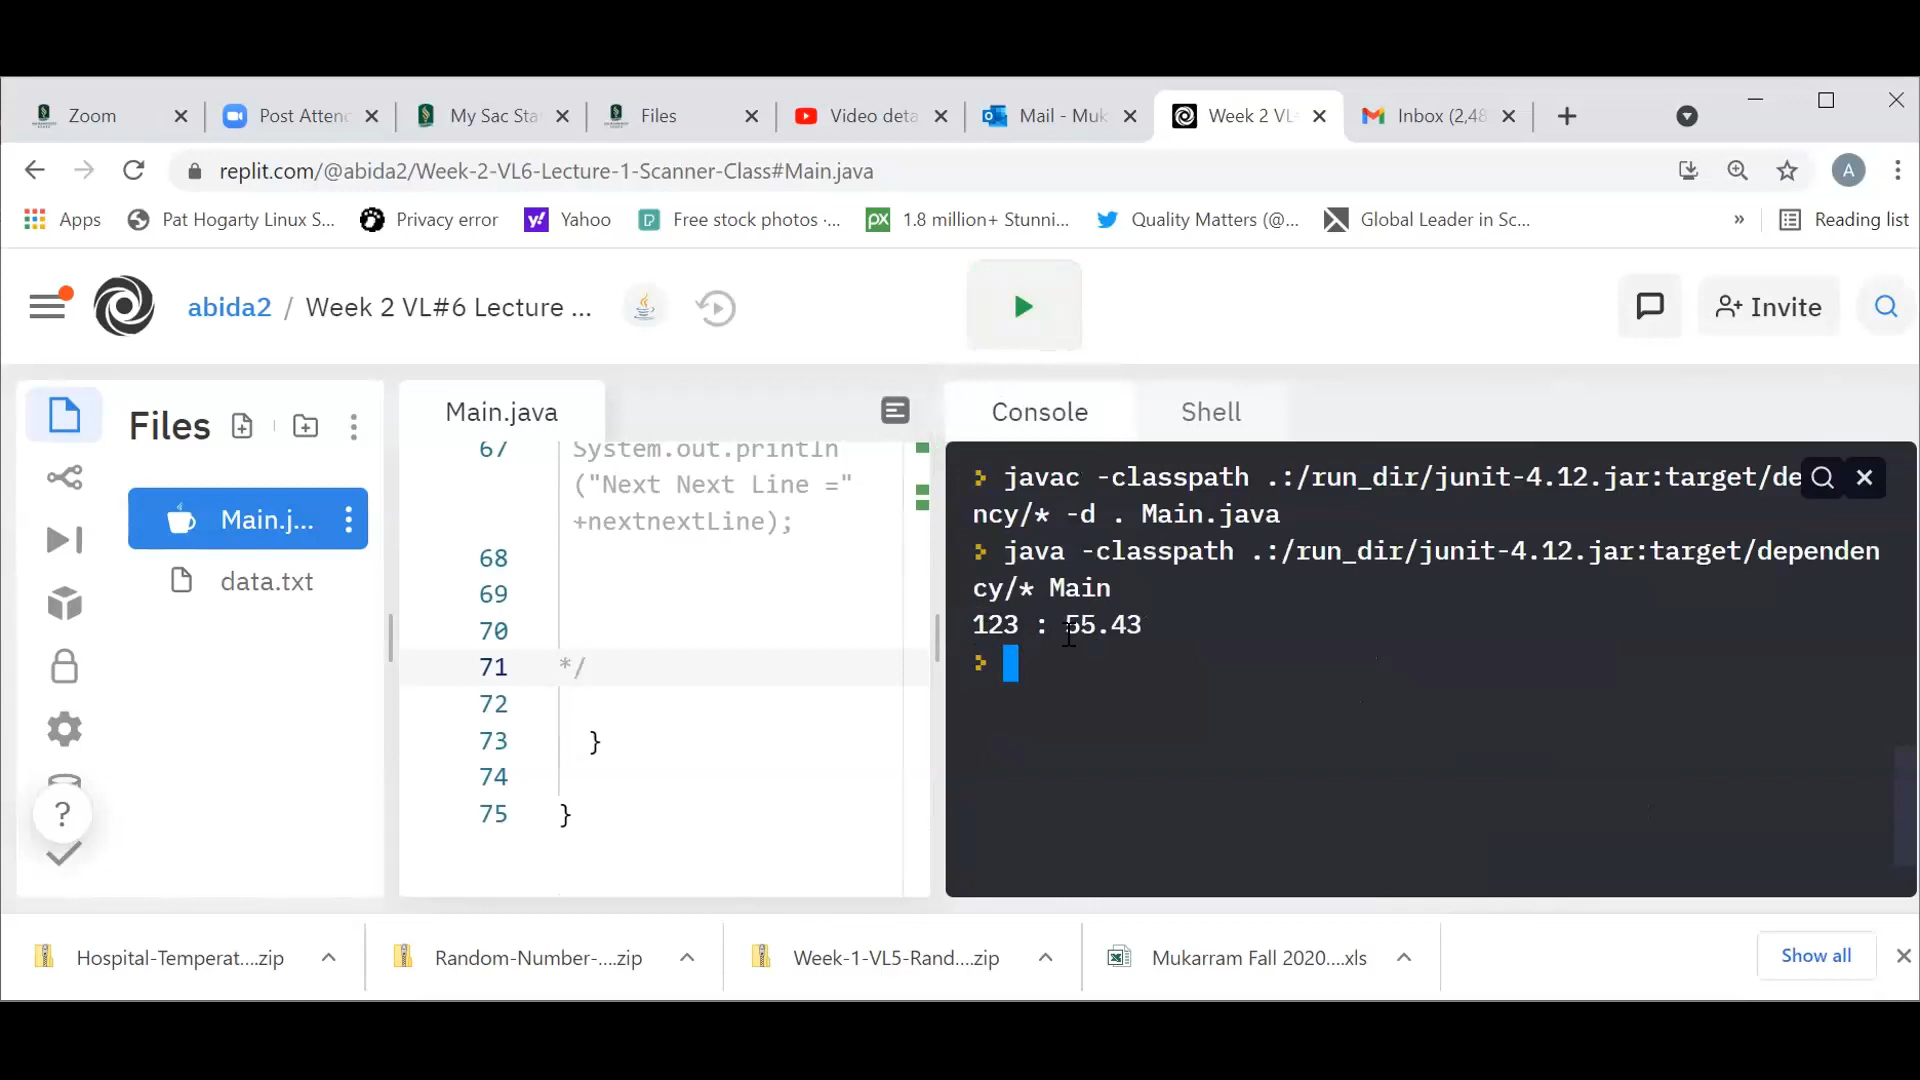 Zoom
Post Attend
My Sac Sta
Files
Video deta
Mail - Muk
Week 2 VL
Inbox (2,48
replit.com/@abida2/Week-2-VL6-Lecture-1-Scanner-Class#Main.java
A
Apps
Pat Hogarty Linux S...
Privacy error
Yahoo
Free stock photos ·...
1.8 million+ Stunni...
Quality Matters (@...
Global Leader in Sc...
»
Reading list
abida2 / Week 2 VL#6 Lecture ...
Invite
Files
Main.j...
data.txt
?
Main.java
67 System.out.println
("Next Next Line ="
+nextnextLine);
68
69
70
71 */
72
73 }
74
75 }
Console
Shell
javac -classpath .:/run_dir/junit-4.12.jar:target/de
ncy/* -d . Main.java
java -classpath .:/run_dir/junit-4.12.jar:target/dependen
cy/* Main
123 : 55.43
Hospital-Temperat....zip
Random-Number-....zip
Week-1-VL5-Rand....zip
Mukarram Fall 2020....xls
Show all